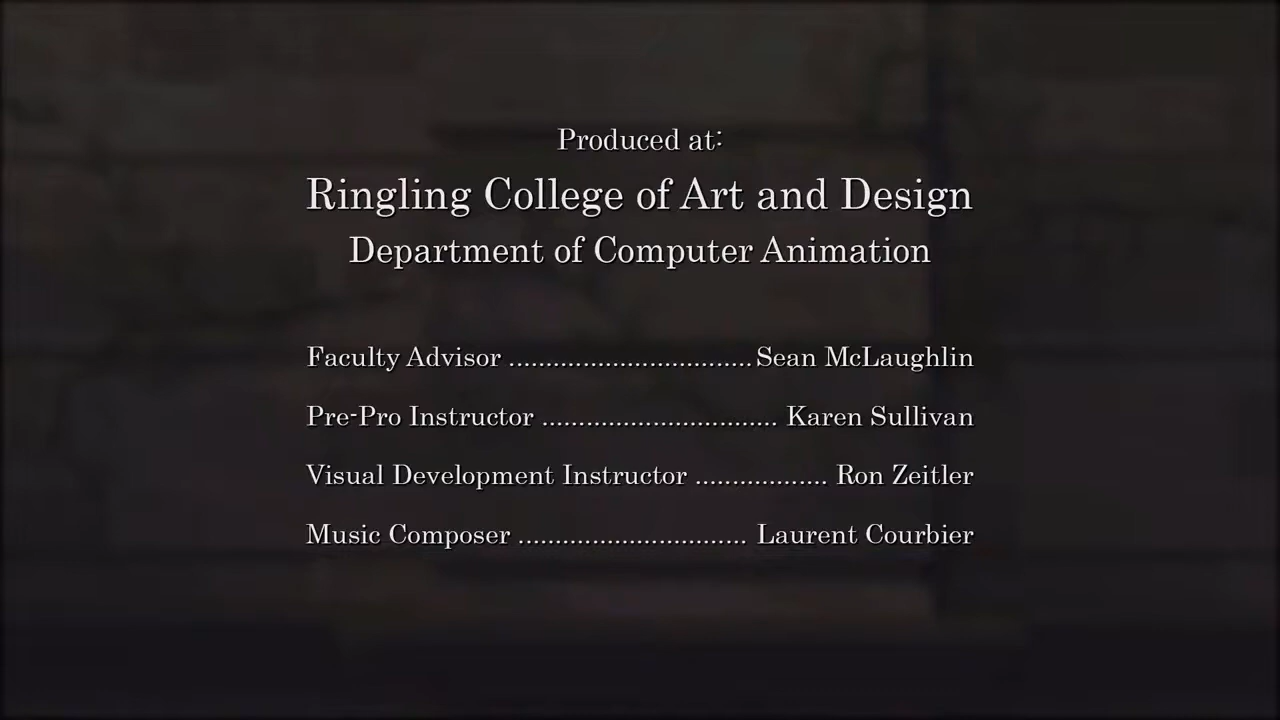 Produced at:
Ringling College of Art and Design
Department of Computer Animation
Faculty Advisor ................................. Sean McLaughlin
Pre-Pro Instructor ................................ Karen Sullivan
Visual Development Instructor .................. Ron Zeitler
Music Composer ............................... Laurent Courbier